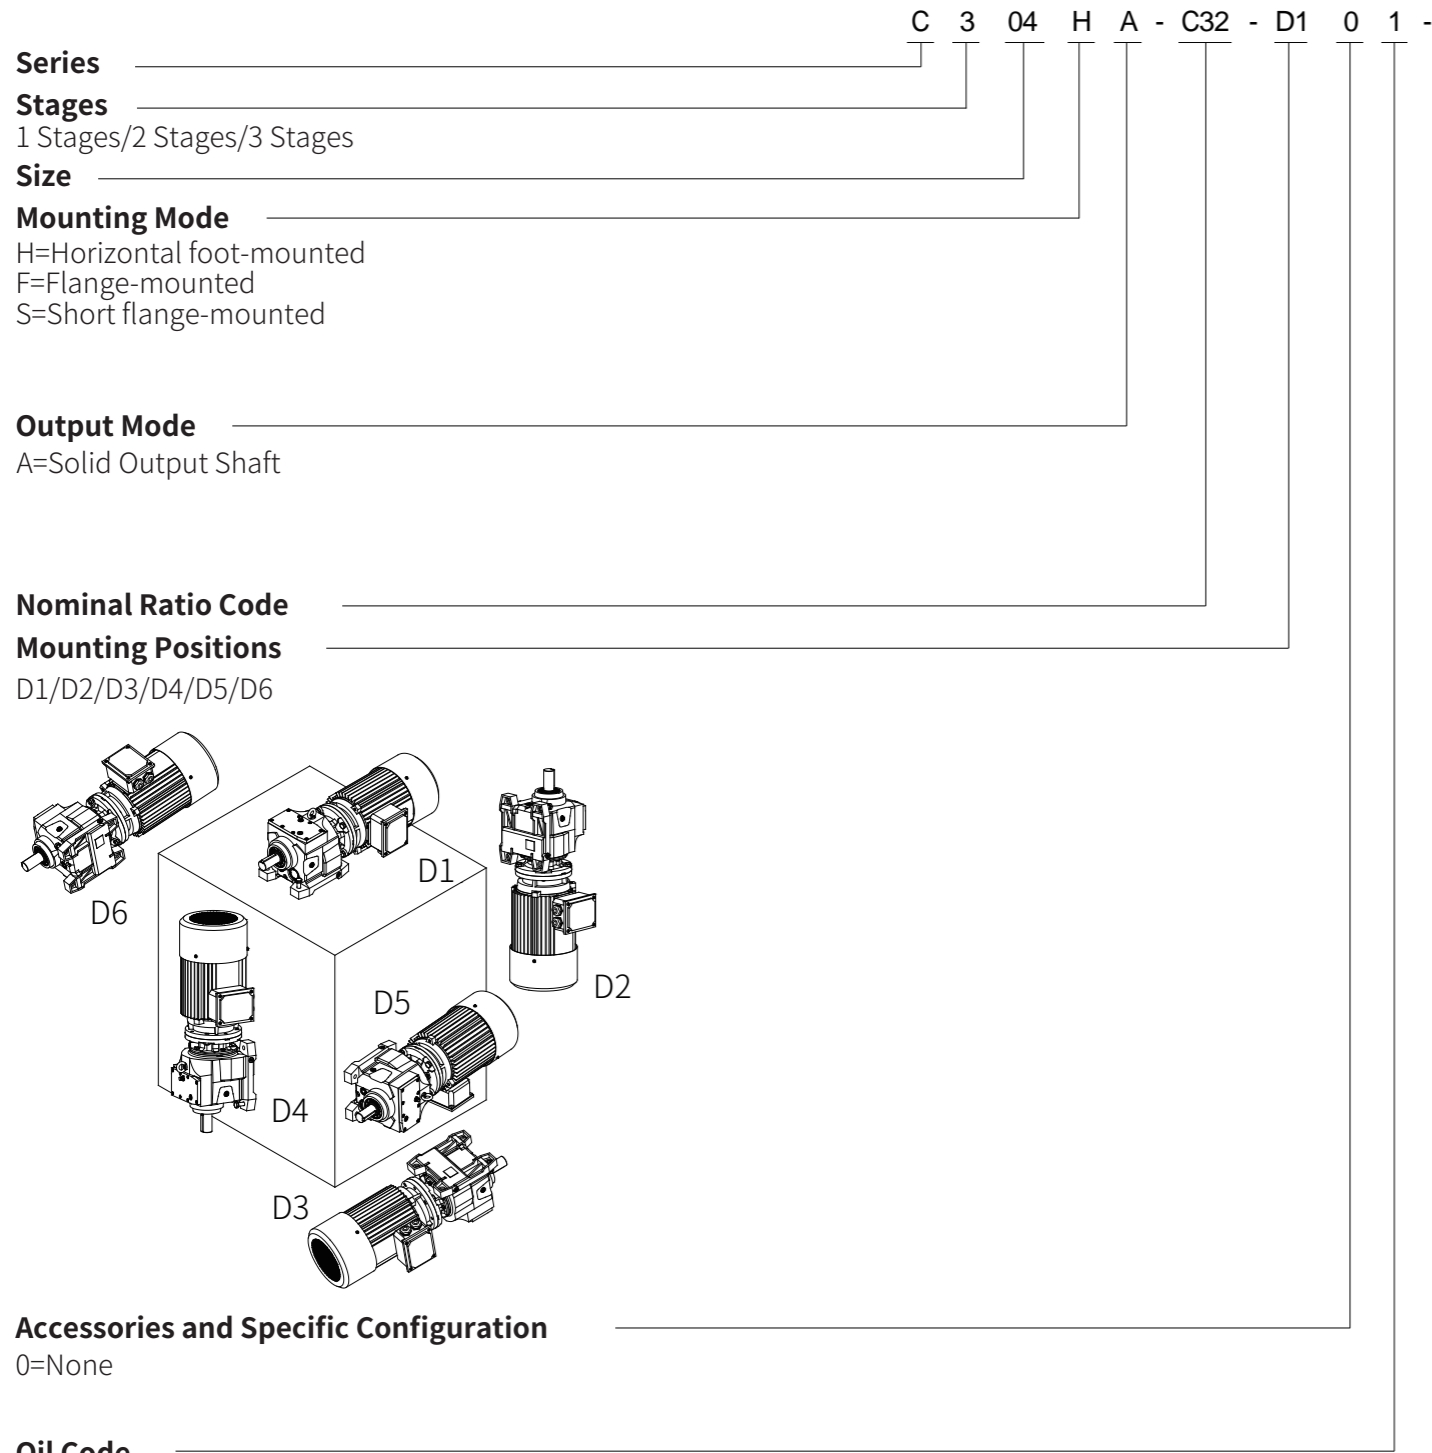 C 3 04 H A - C32 - D1 0 1 -
Series
Stages
1 Stages/2 Stages/3 Stages
Size
Mounting Mode
H=Horizontal foot-mounted
F=Flange-mounted
S=Short flange-mounted
Output Mode
A=Solid Output Shaft
Nominal Ratio Code
Mounting Positions
D1/D2/D3/D4/D5/D6
D1
D6
D2
D5
D4
D3
Accessories and Specific Configuration
0=None
Oil Code